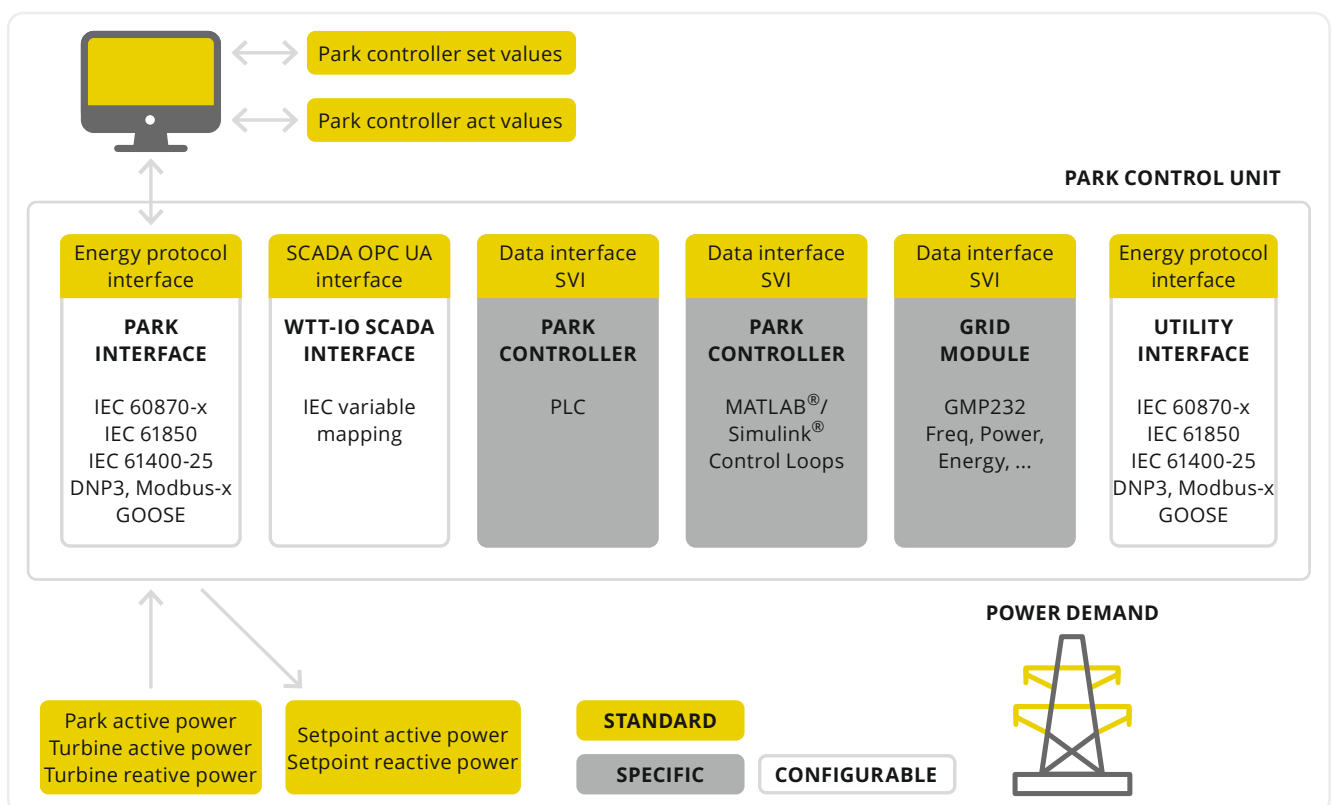 Park controller set values
Park controller act values
PARK CONTROL UNIT
Energy protocol
interface
PARK
INTERFACE
IEC 60870-x
IEC 61850
IEC 61400-25
DNP3, Modbus-x
GOOSE
SCADA OPC UA
interface
WTT-IO SCADA
INTERFACE
IEC variable
mapping
Data interface
SVI
PARK
CONTROLLER
PLC
Data interface
SVI
PARK
CONTROLLER
MATLAB®/
Simulink®
Control Loops
Data interface
SVI
GRID
MODULE
GMP232
Freq, Power,
Energy, ...
Energy protocol
interface
UTILITY
INTERFACE
IEC 60870-x
IEC 61850
IEC 61400-25
DNP3, Modbus-x
GOOSE
POWER DEMAND
Park active power
Turbine active power
Turbine reative power
Setpoint active power
Setpoint reactive power
STANDARD
SPECIFIC
CONFIGURABLE